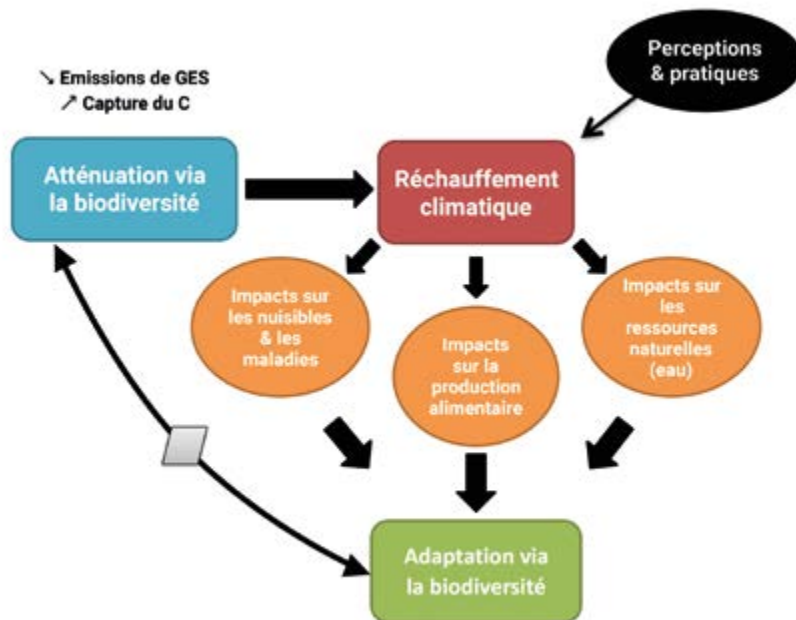 ↘ Emissions de GES
↗ Capture du C
Perceptions
& pratiques
Atténuation via
la biodiversité
Réchauffement
climatique
Impacts sur
les nuisibles
& les
maladies
Impacts
sur la
production
alimentaire
Impacts sur
les
ressources
naturelles
(eau)
Adaptation via
la biodiversité